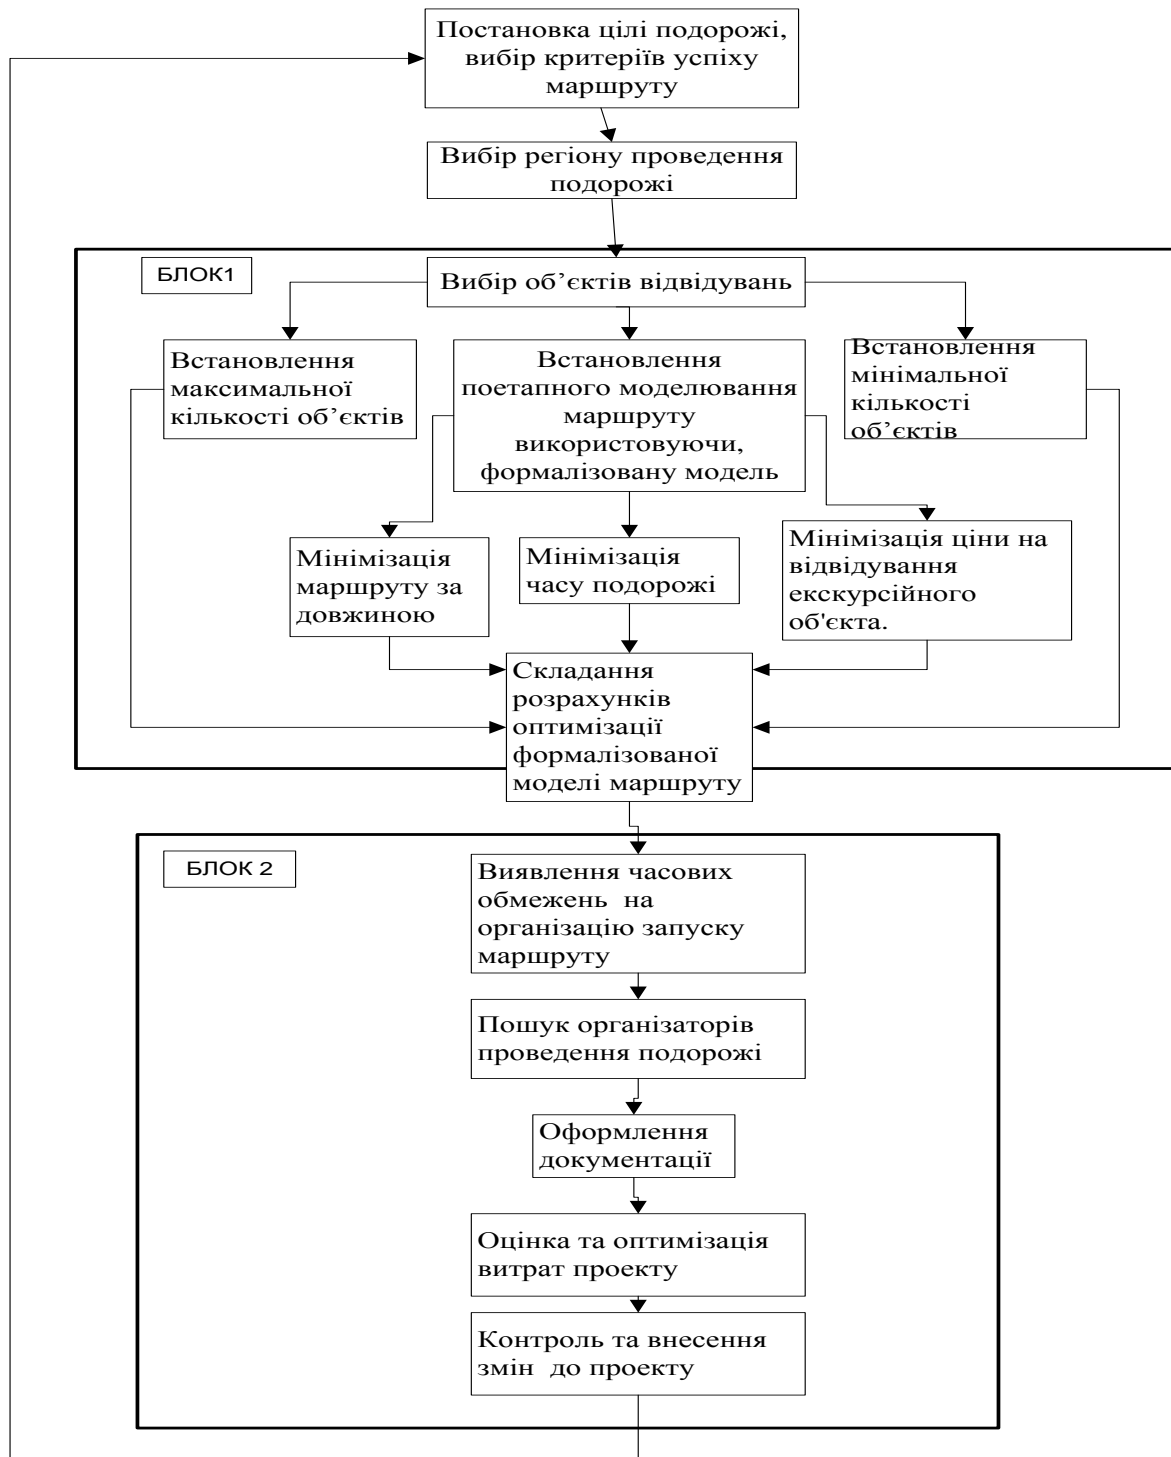 Постановка цілі подорожі,
вибір критеріїв успіху
маршруту
Вибір регіону проведення
подорожі
БЛОК1
Вибір об’єктів відвідувань
Встановлення
максимальної
кількості об’єктів
Встановлення
поетапного моделювання
маршруту
використовуючи,
формалізовану модель
Встановлення
мінімальної
кількості
об’єктів
Мінімізація
маршруту за
довжиною
Мінімізація
часу подорожі
Мінімізація ціни на
відвідування
екскурсійного
об'єкта.
Складання
розрахунків
оптимізації
формалізованої
моделі маршруту
БЛОК 2
Виявлення часових
обмежень  на
організацію запуску
маршруту
Пошук організаторів
проведення подорожі
Оформлення
документації
Оцінка та оптимізація
витрат проекту
Контроль та внесення
змін  до проекту